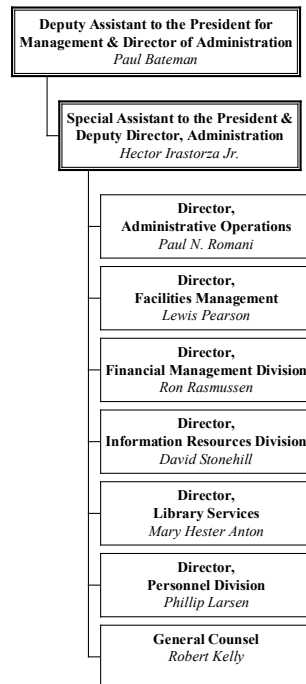 Deputy Assistant to the President for
Management & Director of Administration
Paul Bateman
Special Assistant to the President &
Deputy Director, Administration
Hector Irastorza Jr.
Director,
Administrative Operations
Paul N. Romani
Director,
Facilities Management
Lewis Pearson
Director,
Financial Management Division
Ron Rasmussen
Director,
Information Resources Division
David Stonehill
Director,
Library Services
Mary Hester Anton
Director,
Personnel Division
Phillip Larsen
General Counsel
Robert Kelly